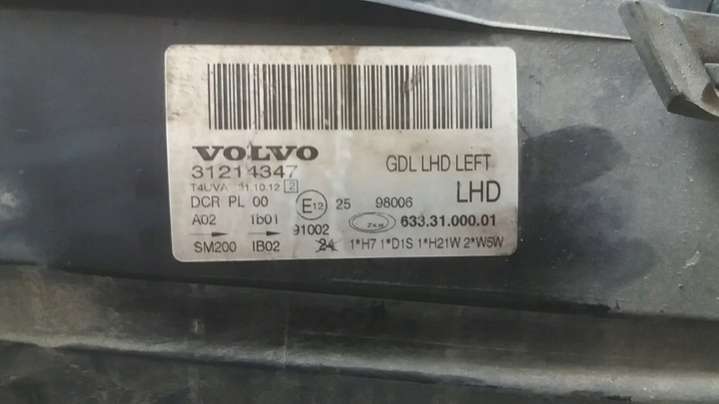 VOLVO
GDL LHD LEFT
31214347
T4UVA 31.10.12 2
LHD
DCR PL 00 E12 25 98006
A02 1b01 91002 ZKW 633.31.000.01
SM200 IB02 24 1*H7 1*D1S 1*H21W 2*W5W